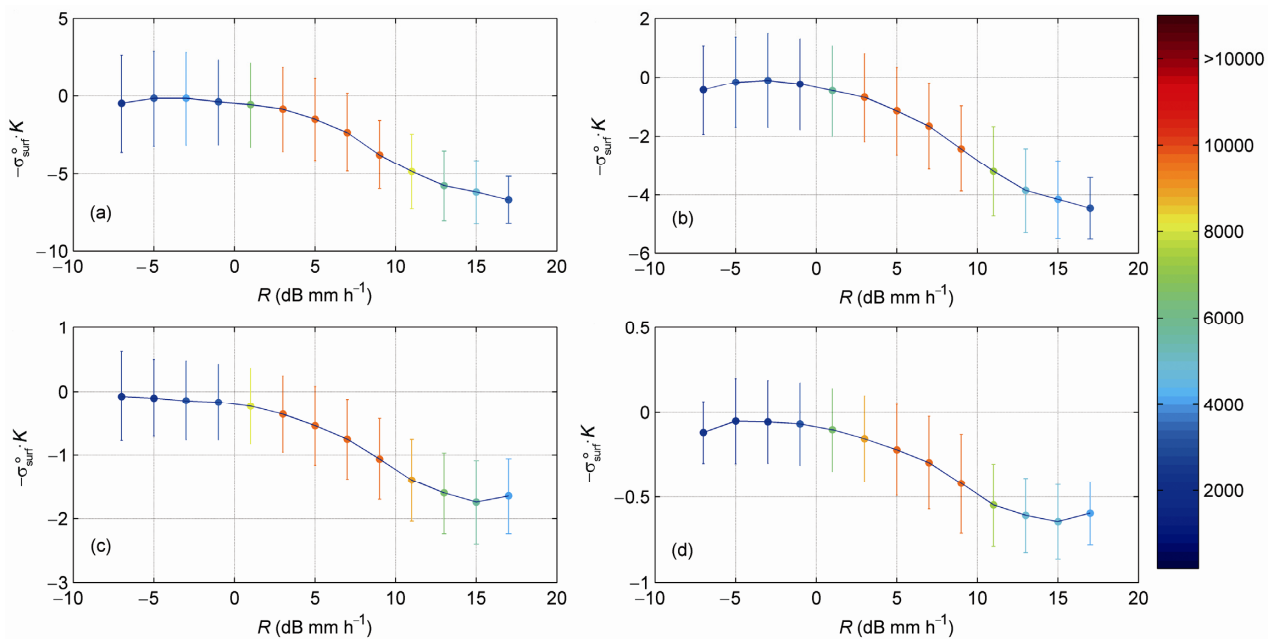 5
0
−5
−10
−σ°surf · K
(a)
−10 −5 0 5 10 15 20
R (dB mm h⁻¹)
2
0
−2
−4
−6
−σ°surf · K
(b)
−10 −5 0 5 10 15 20
R (dB mm h⁻¹)
1
0
−1
−2
−3
−σ°surf · K
(c)
−10 −5 0 5 10 15 20
R (dB mm h⁻¹)
0.5
0
−0.5
−1
−σ°surf · K
(d)
−10 −5 0 5 10 15 20
R (dB mm h⁻¹)
>10000
10000
8000
6000
4000
2000